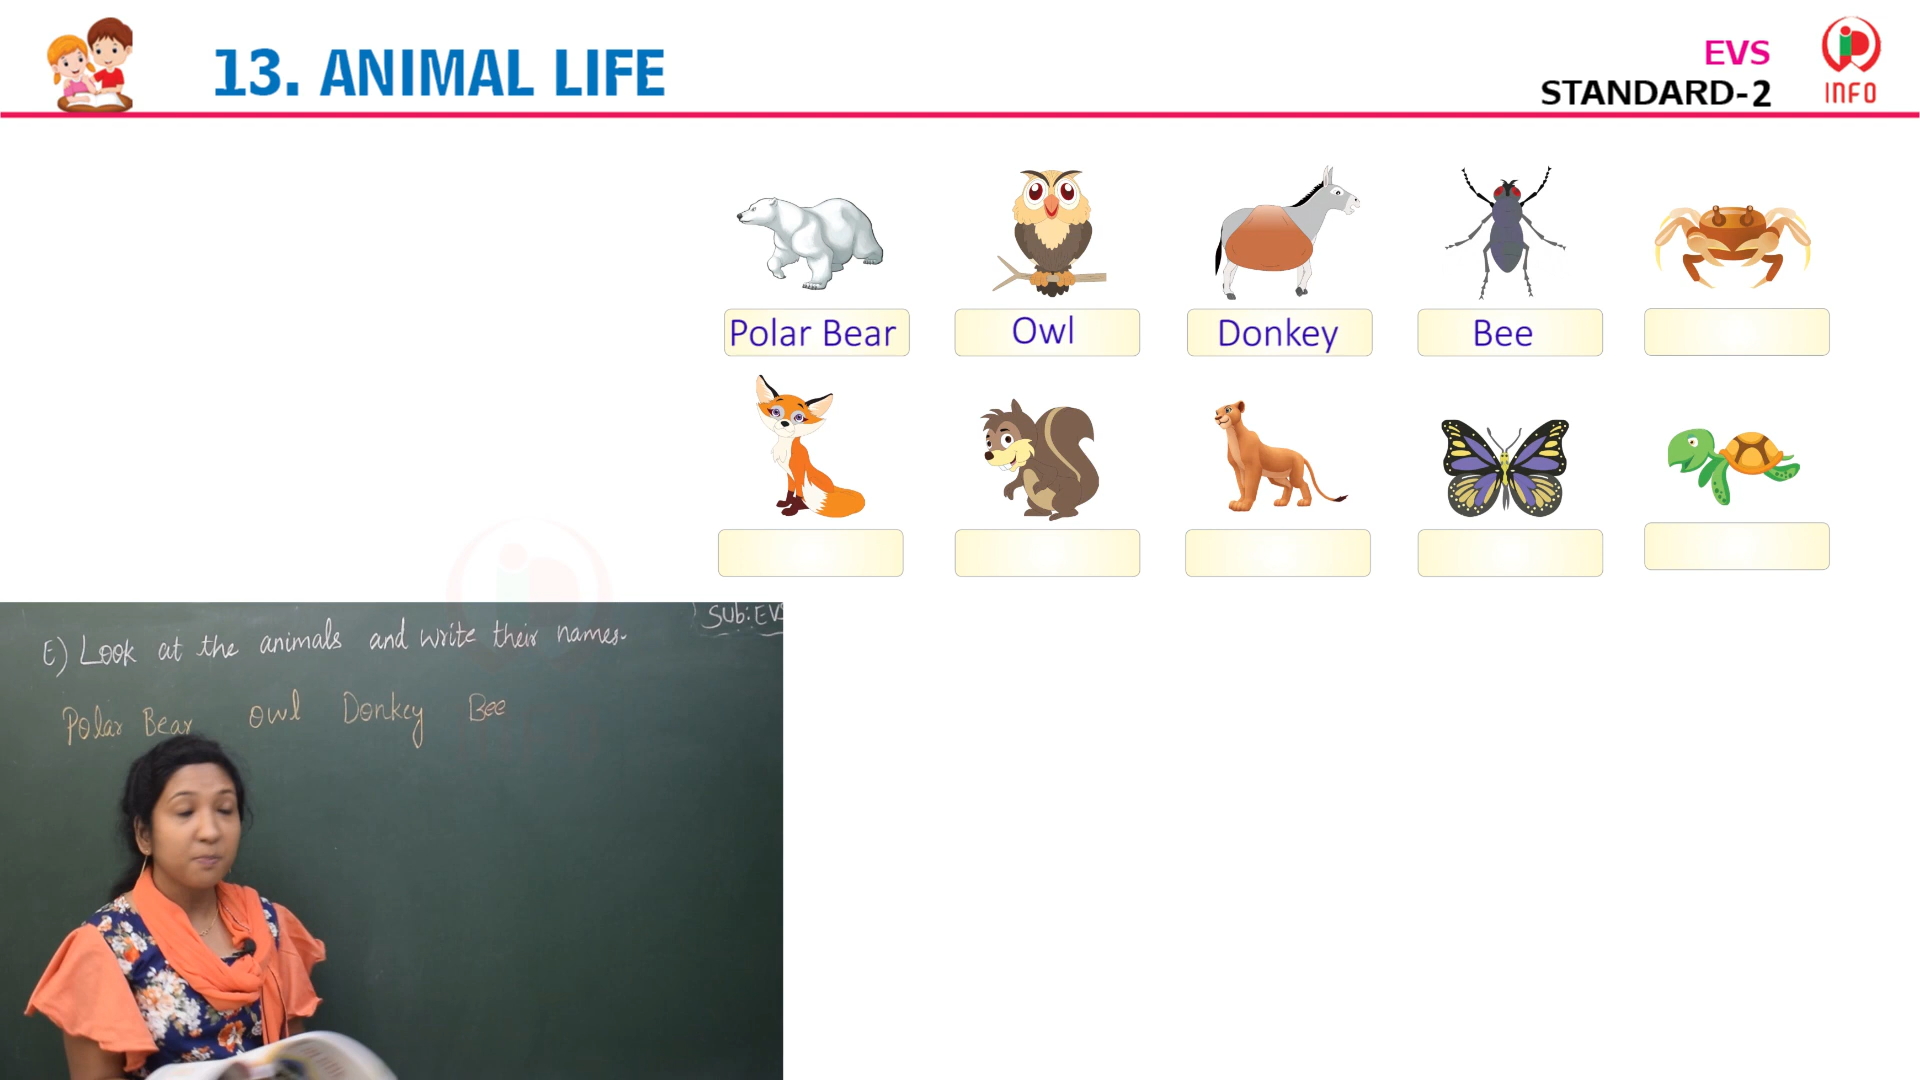 13. ANIMAL LIFE
EVS
STANDARD-2
INFO
Polar Bear Owl Donkey Bee
Sub: EVS
E) Look at the animals and write their names.
Polar Bear Owl Donkey Bee